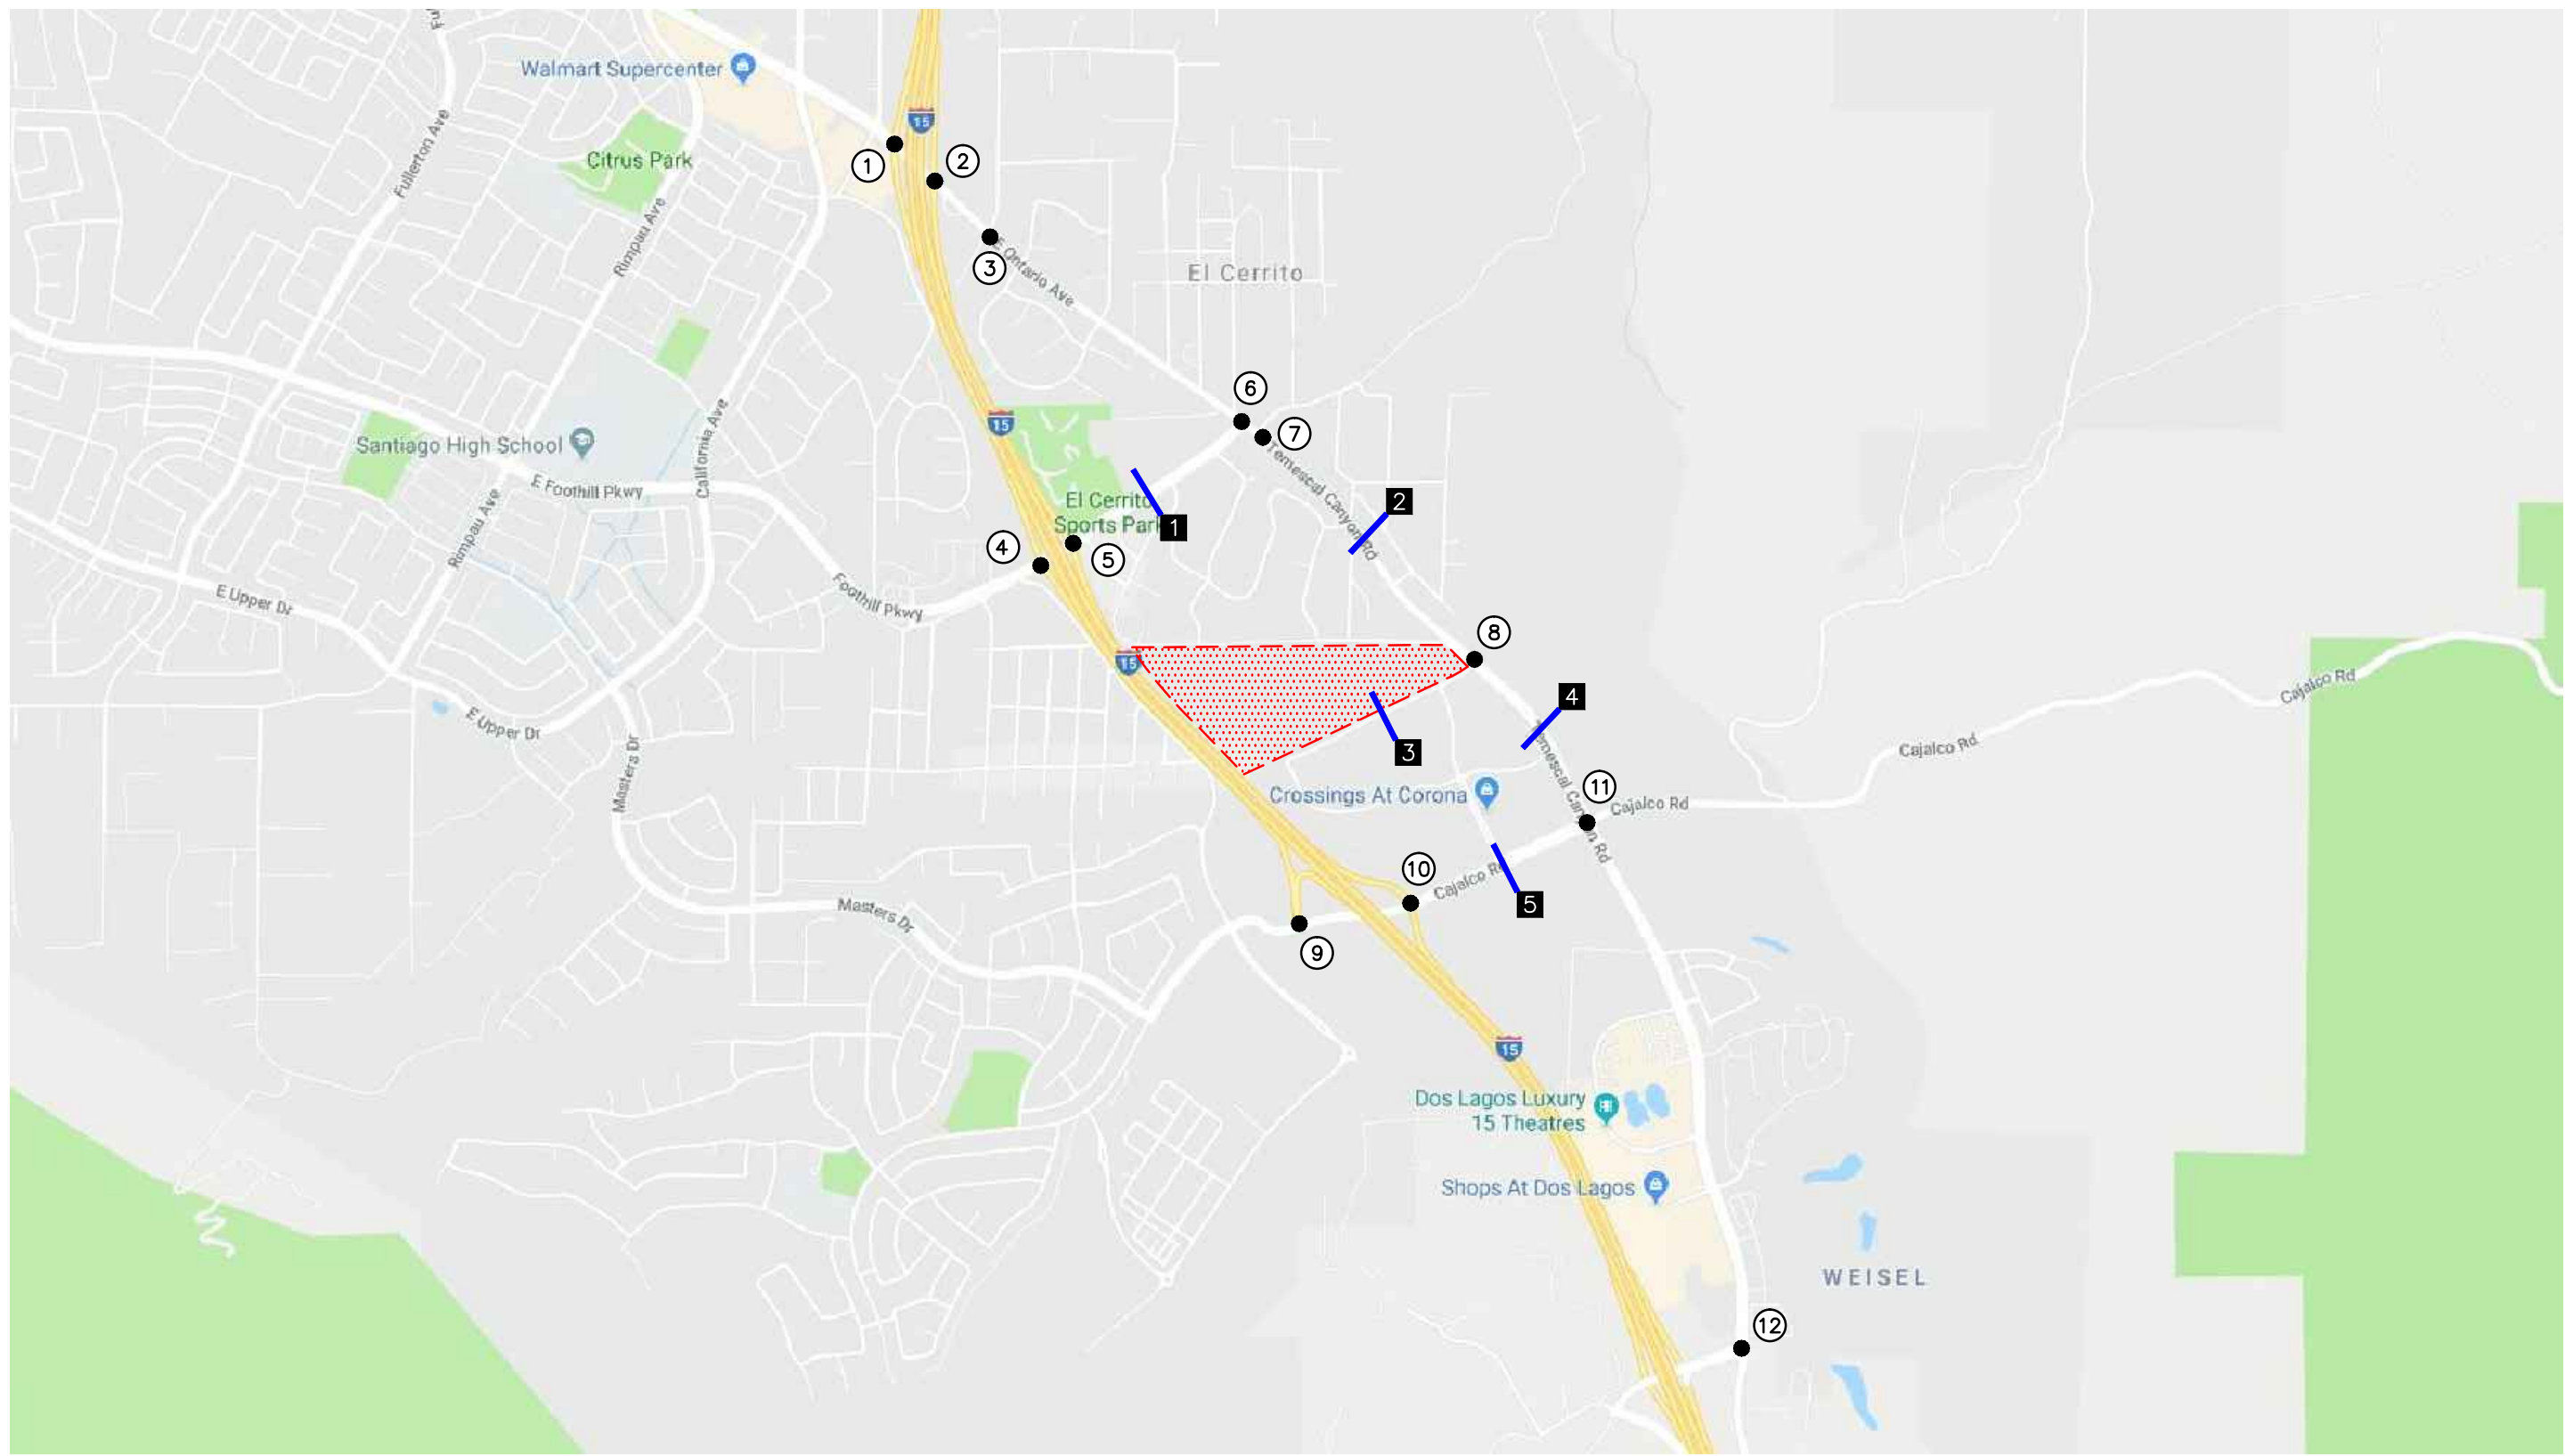 Ful
Walmart Supercenter
15
Fullerton Ave
Citrus Park
1
2
Rimpau Ave
3
E Ontario Ave
El Cerrito
6
7
15
Santiago High School
E Foothill Pkwy
California Ave
Temescal Canyon Rd
2
El Cerrito
Sports Park
1
Rimpau Ave
4
5
E Upper Dr
Foothill Pkwy
8
15
4
Cajalco Rd
E Upper Dr
Masters Dr
3
Temescal Canyon Rd
Cajalco Rd
Crossings At Corona
11
Cajalco Rd
10
Cajalco Rd
5
Masters Dr
9
15
Dos Lagos Luxury
15 Theatres
Shops At Dos Lagos
WEISEL
12